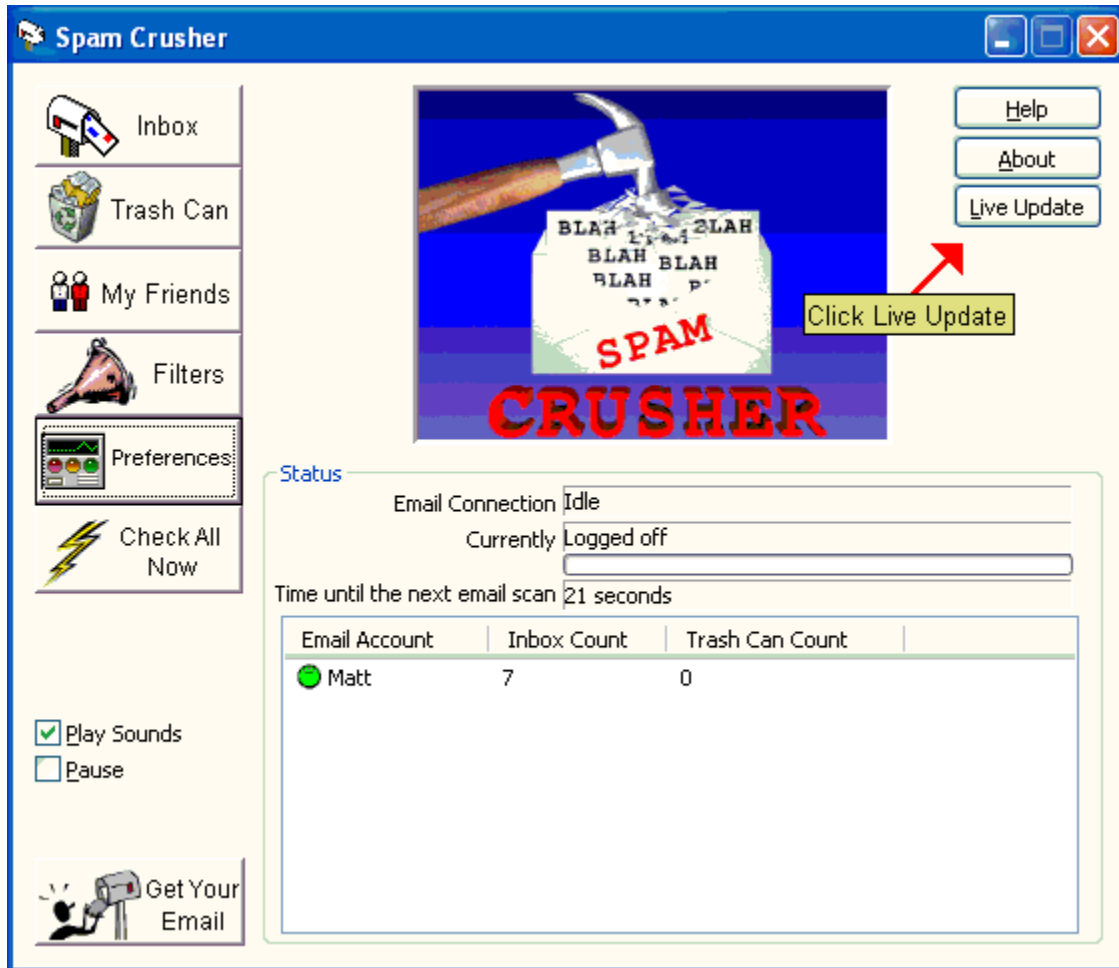 Spam Crusher
Inbox
Trash Can
My Friends
Filters
Preferences
Check All
Now
Play Sounds
Pause
Get Your
Email
BLAH BLAH
BLAH BLAH
BLAH
SPAM
CRUSHER
Help
About
Live Update
Click Live Update
Status
Email Connection Idle
Currently Logged off
Time until the next email scan 21 seconds
Email Account Inbox Count Trash Can Count
Matt 7 0